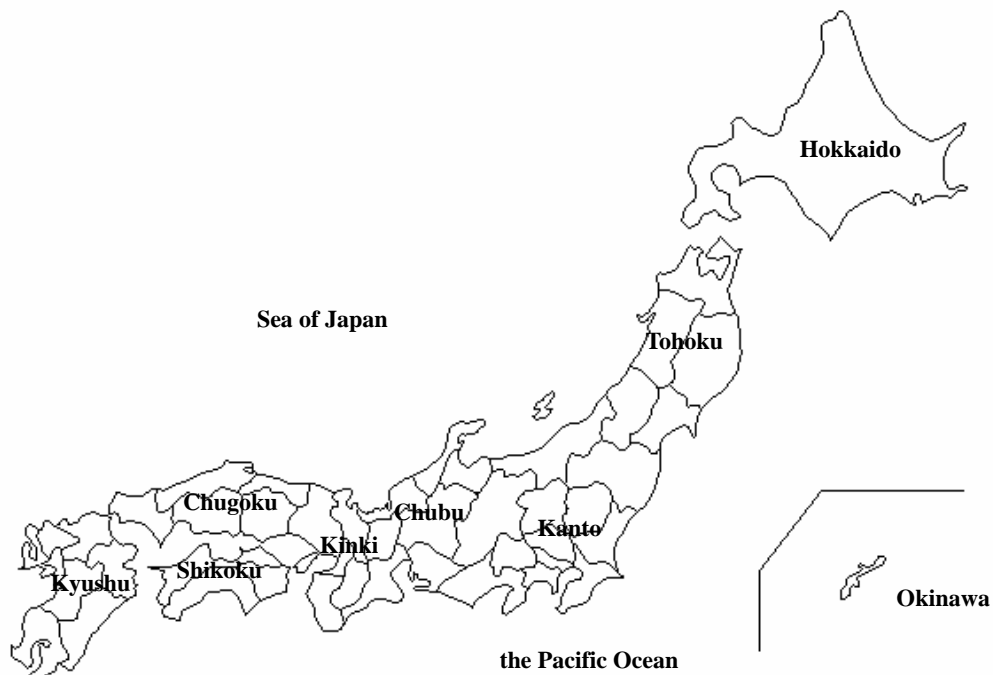 Hokkaido
Sea of Japan
Tohoku
Chugoku
Chubu
Kanto
Kinki
Shikoku
Kyushu
Okinawa
the Pacific Ocean